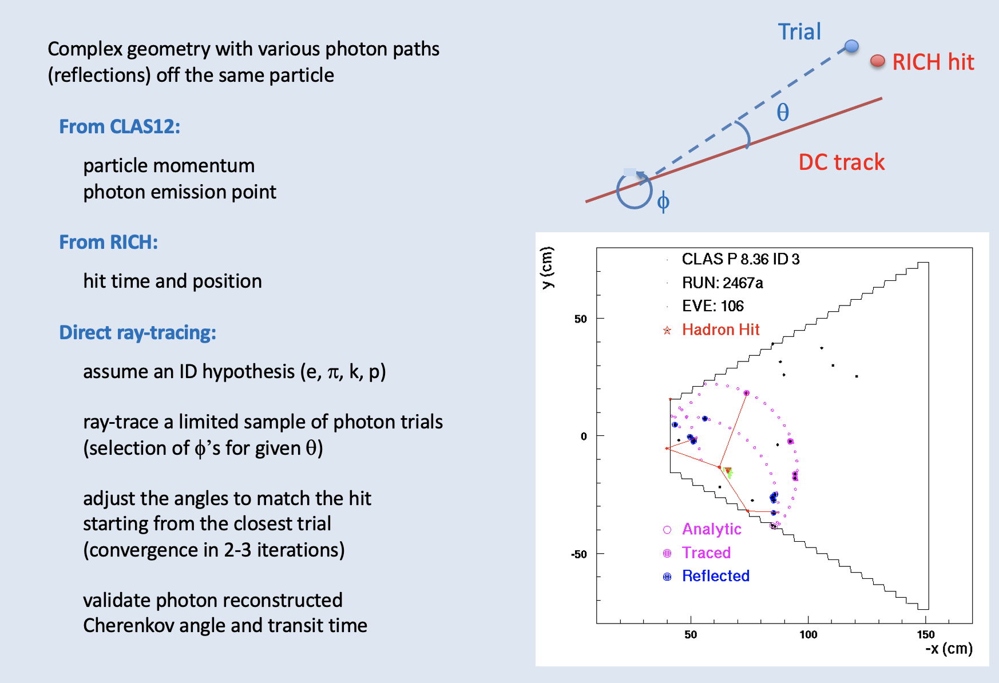 Complex geometry with various photon paths
(reflections) off the same particle
From CLAS12:
particle momentum
photon emission point
From RICH:
hit time and position
Direct ray-tracing:
assume an ID hypothesis (e, π, k, p)
ray-trace a limited sample of photon trials
(selection of ϕ's for given θ)
adjust the angles to match the hit
starting from the closest trial
(convergence in 2-3 iterations)
validate photon reconstructed
Cherenkov angle and transit time
Trial
RICH hit
θ
DC track
ϕ
y (cm)
CLAS P 8.36 ID 3
RUN: 2467a
EVE: 106
Hadron Hit
50
0
-50
Analytic
Traced
Reflected
50 100 150
-x (cm)